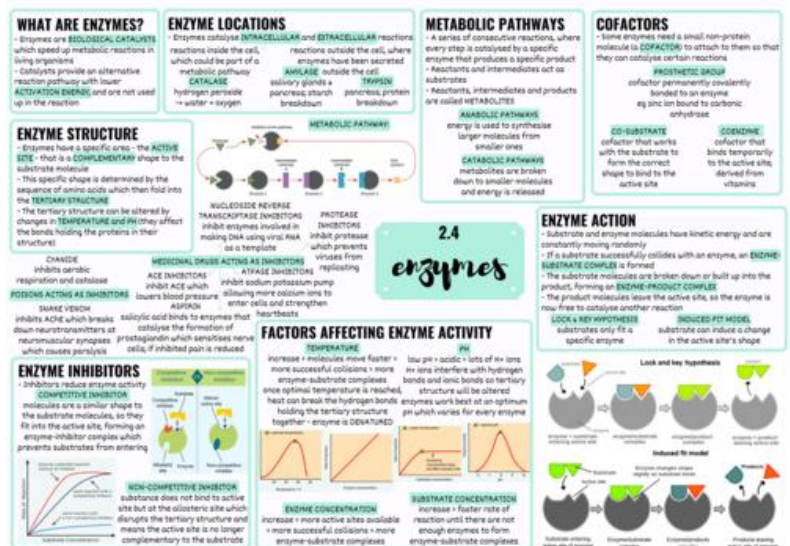 WHAT ARE ENZYMES?
- Enzymes are BIOLOGICAL CATALYSTS
which speed up metabolic reactions in
living organisms
- Catalysts provide an alternative
reaction pathway with lower
ACTIVATION ENERGY, and are not used
up in the reaction
ENZYME LOCATIONS
- Enzymes catalyse INTRACELLULAR and EXTRACELLULAR reactions
reactions inside the cell,
which could be part of a
metabolic pathway
CATALASE
hydrogen peroxide
→ water + oxygen
reactions outside the cell, where
enzymes have been secreted
AMYLASE outside the cell
salivary glands &
pancreas; starch
breakdown
TRYPSIN
pancreas; protein
breakdown
METABOLIC PATHWAYS
- A series of consecutive reactions, where
every step is catalysed by a specific
enzyme that produces a specific product
- Reactants and intermediates act as
substrates
- Reactants, intermediates and products
are called METABOLITES
ANABOLIC PATHWAYS
energy is used to synthesise
larger molecules from
smaller ones
CATABOLIC PATHWAYS
metabolites are broken
down to smaller molecules
and energy is released
COFACTORS
- Some enzymes need a small non-protein
molecule (a COFACTOR) to attach to them so that
they can catalyse certain reactions
PROSTHETIC GROUP
cofactor permanently covalently
bonded to an enzyme
eg zinc ion bound to carbonic
anhydrase
CO-SUBSTRATE
cofactor that works
with the substrate to
form the correct
shape to bind to the
active site
COENZYME
cofactor that
binds temporarily
to the active site,
derived from
vitamins
ENZYME STRUCTURE
- Enzymes have a specific area - the ACTIVE
SITE - that is a COMPLEMENTARY shape to the
substrate molecule
- This specific shape is determined by the
sequence of amino acids which then fold into
the TERTIARY STRUCTURE
- The tertiary structure can be altered by
changes in TEMPERATURE and PH (they affect
the bonds holding the proteins in their
structure)
METABOLIC PATHWAY
NUCLEOSIDE REVERSE
TRANSCRIPTASE INHIBITORS
inhibit enzymes involved in
making DNA using viral RNA
as a template
PROTEASE
INHIBITORS
inhibit protease
which prevents
viruses from
replicating
2.4
enzymes
CYANIDE
inhibits aerobic
respiration and catalase
POISONS ACTING AS INHIBITORS
SNAKE VENOM
inhibits AChE which breaks
down neurotransmitters at
neuromuscular synapses
which causes paralysis
MEDICINAL DRUGS ACTING AS INHIBITORS
ACE INHIBITORS
inhibit ACE which
lowers blood pressure
ATPASE INHIBITORS
inhibit sodium potassium pump
allowing more calcium ions to
enter cells and strengthen
heartbeats
ASPIRIN
salicylic acid binds to enzymes that
catalyse the formation of
prostaglandin which sensitises nerve
cells, if inhibited pain is reduced
ENZYME ACTION
- Substrate and enzyme molecules have kinetic energy and are
constantly moving randomly
- If a substrate successfully collides with an enzyme, an ENZYME-
SUBSTRATE COMPLEX is formed
- The substrate molecules are broken down or built up into the
product, forming an ENZYME-PRODUCT COMPLEX
- The product molecules leave the active site, so the enzyme is
now free to catalyse another reaction
LOCK & KEY HYPOTHESIS
substrates only fit a
specific enzyme
INDUCED FIT MODEL
substrate can induce a change
in the active site's shape
ENZYME INHIBITORS
- Inhibitors reduce enzyme activity
COMPETITIVE INHIBITOR
molecules are a similar shape to
the substrate molecules, so they
fit into the active site, forming an
enzyme-inhibitor complex which
prevents substrates from entering
NON-COMPETITIVE INHIBITOR
substance does not bind to active
site but at the allosteric site which
disrupts the tertiary structure and
means the active site is no longer
complementary to the substrate
Substrate Concentration
FACTORS AFFECTING ENZYME ACTIVITY
TEMPERATURE
increase = molecules move faster =
more successful collisions = more
enzyme-substrate complexes
once optimal temperature is reached,
heat can break the hydrogen bonds
holding the tertiary structure
together - enzyme is DENATURED
PH
low pH = acidic = lots of H+ ions
H+ ions interfere with hydrogen
bonds and ionic bonds so tertiary
structure will be altered
enzymes work best at an optimum
pH which varies for every enzyme
ENZYME CONCENTRATION
increase = more active sites available
= more successful collisions = more
enzyme-substrate complexes
SUBSTRATE CONCENTRATION
increase = faster rate of
reaction until there are not
enough enzymes to form
enzyme-substrate complexes
Lock and key hypothesis
Induced fit model
Substrate
Active site
Enzyme changes shape
slightly as substrate binds
Products